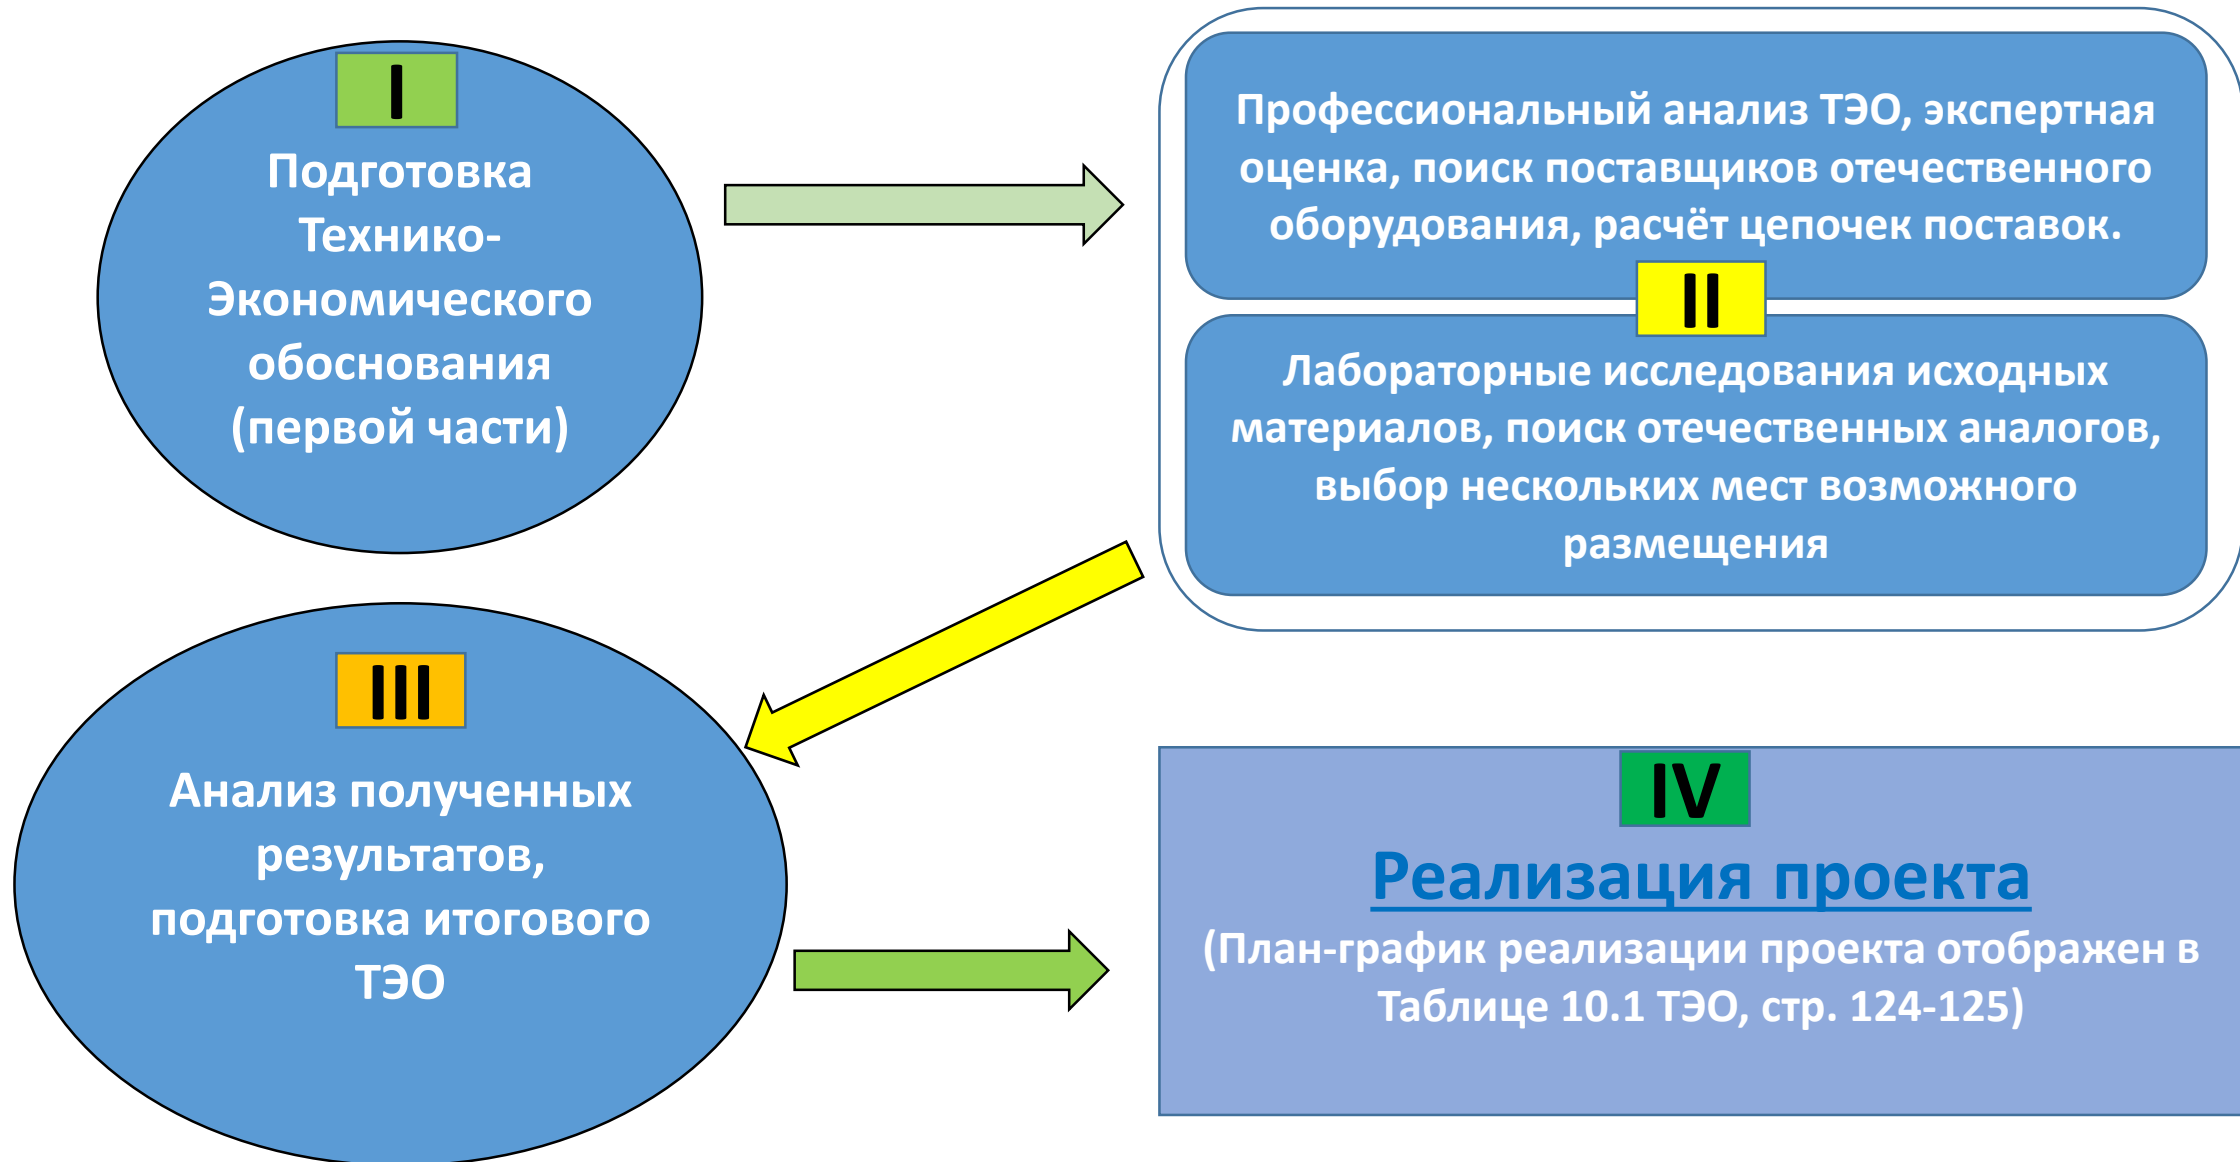 I
Подготовка
Технико-
Экономического
обоснования
(первой части)
Профессиональный анализ ТЭО, экспертная
оценка, поиск поставщиков отечественного
оборудования, расчёт цепочек поставок.
II
Лабораторные исследования исходных
материалов, поиск отечественных аналогов,
выбор нескольких мест возможного
размещения
III
Анализ полученных
результатов,
подготовка итогового
ТЭО
IV
Реализация проекта
(План-график реализации проекта отображен в
Таблице 10.1 ТЭО, стр. 124-125)